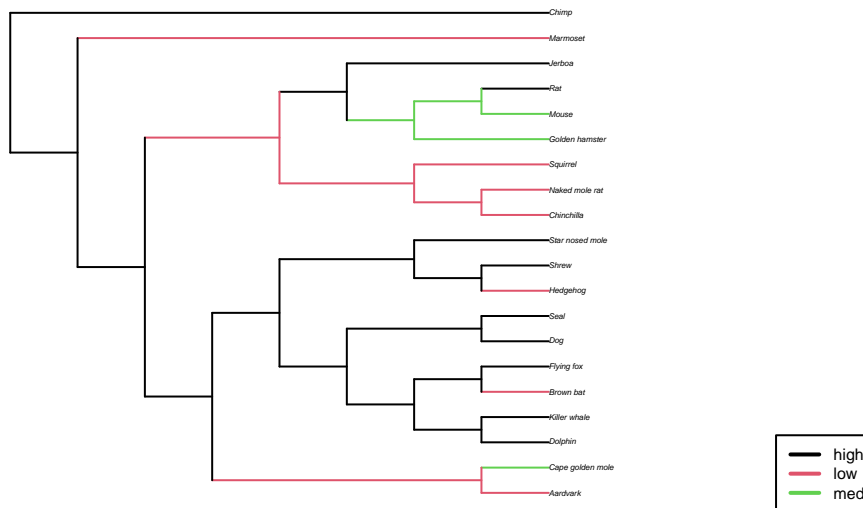 Chimp
Marmoset
Jerboa
Rat
Mouse
Golden hamster
Squirrel
Naked mole rat
Chinchilla
Star nosed mole
Shrew
Hedgehog
Seal
Dog
Flying fox
Brown bat
Killer whale
Dolphin
Cape golden mole
Aardvark
high
low
med